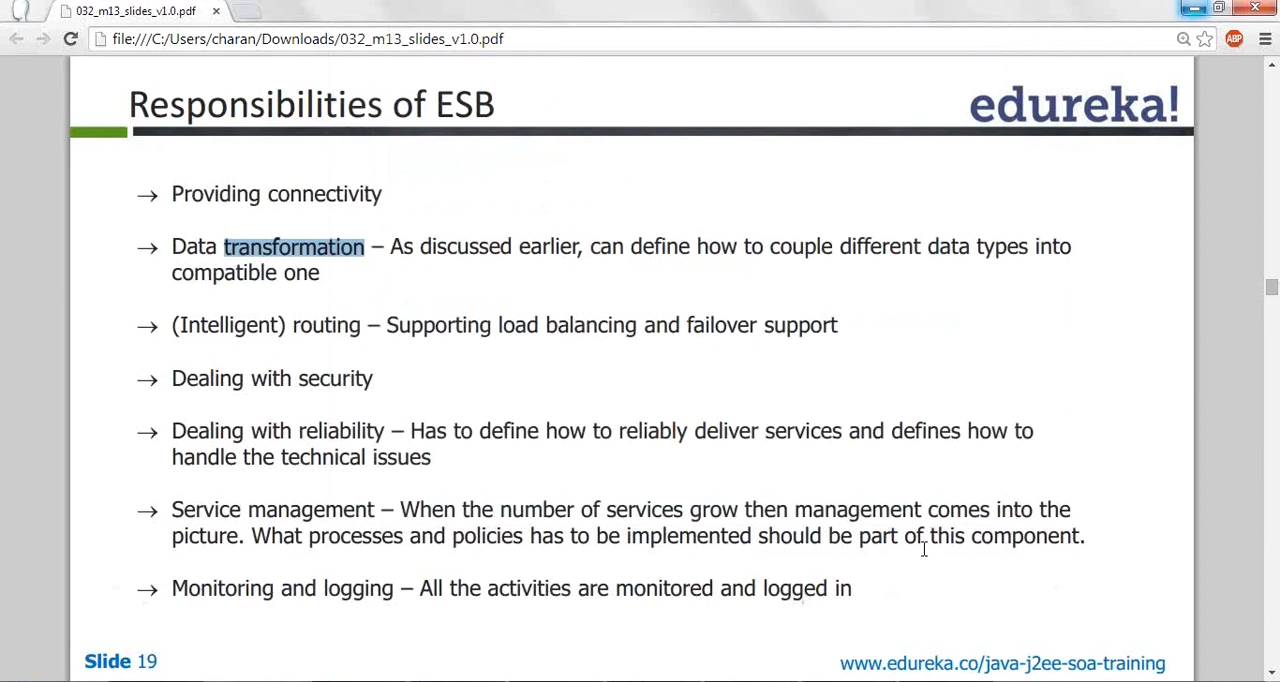 032_m13_slides_v1.0.pdf
file:///C:/Users/charan/Downloads/032_m13_slides_v1.0.pdf
ABP
Responsibilities of ESB
edureka!
→ Providing connectivity
→ Data transformation – As discussed earlier, can define how to couple different data types into
compatible one
→ (Intelligent) routing – Supporting load balancing and failover support
→ Dealing with security
→ Dealing with reliability – Has to define how to reliably deliver services and defines how to
handle the technical issues
→ Service management – When the number of services grow then management comes into the
picture. What processes and policies has to be implemented should be part of this component.
→ Monitoring and logging – All the activities are monitored and logged in
Slide 19
www.edureka.co/java-j2ee-soa-training